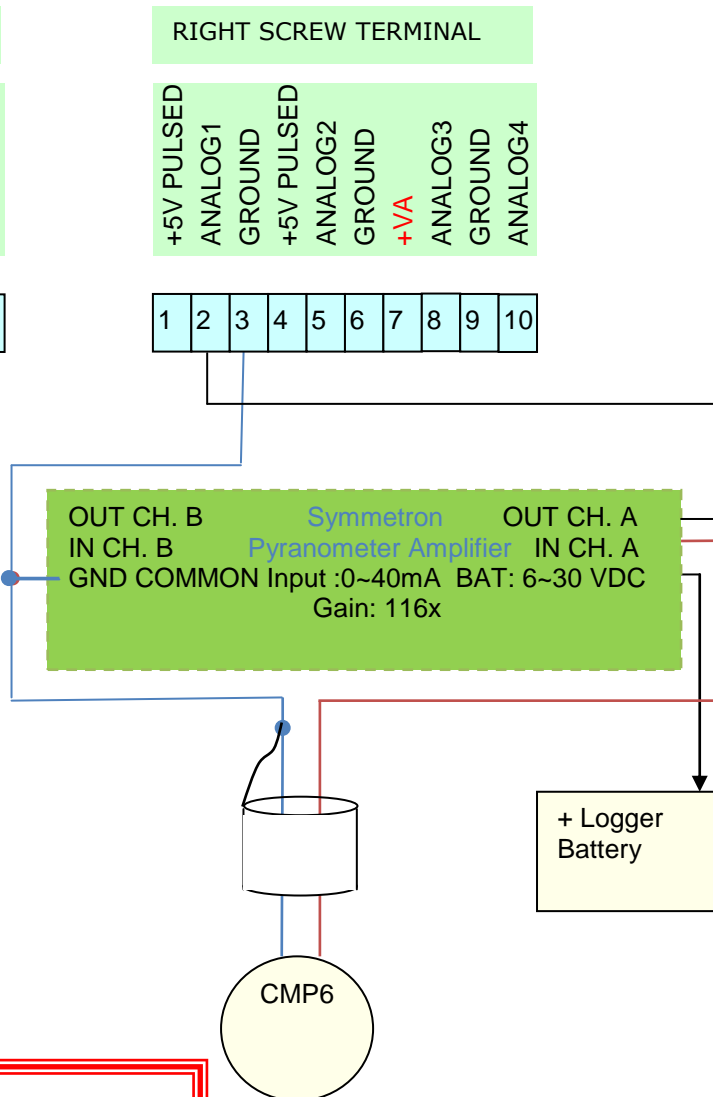 RIGHT SCREW TERMINAL
+5V PULSED
ANALOG1
GROUND
+5V PULSED
ANALOG2
GROUND
+VA
ANALOG3
GROUND
ANALOG4
1 2 3 4 5 6 7 8 9 10
OUT CH. B Symmetron OUT CH. A
IN CH. B Pyranometer Amplifier IN CH. A
GND COMMON Input :0~40mA BAT: 6~30 VDC
Gain: 116x
+ Logger
Battery
CMP6